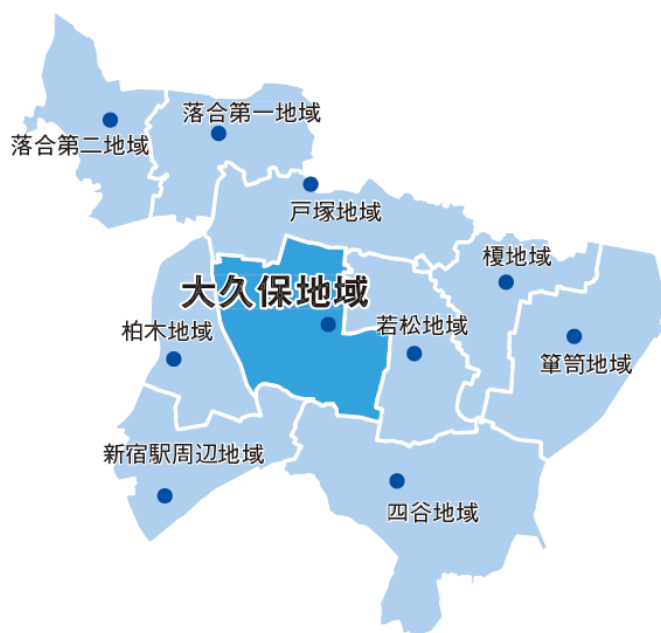 落合第一地域
落合第二地域
戸塚地域
榎地域
大久保地域
若松地域
柏木地域
箪笥地域
新宿駅周辺地域
四谷地域